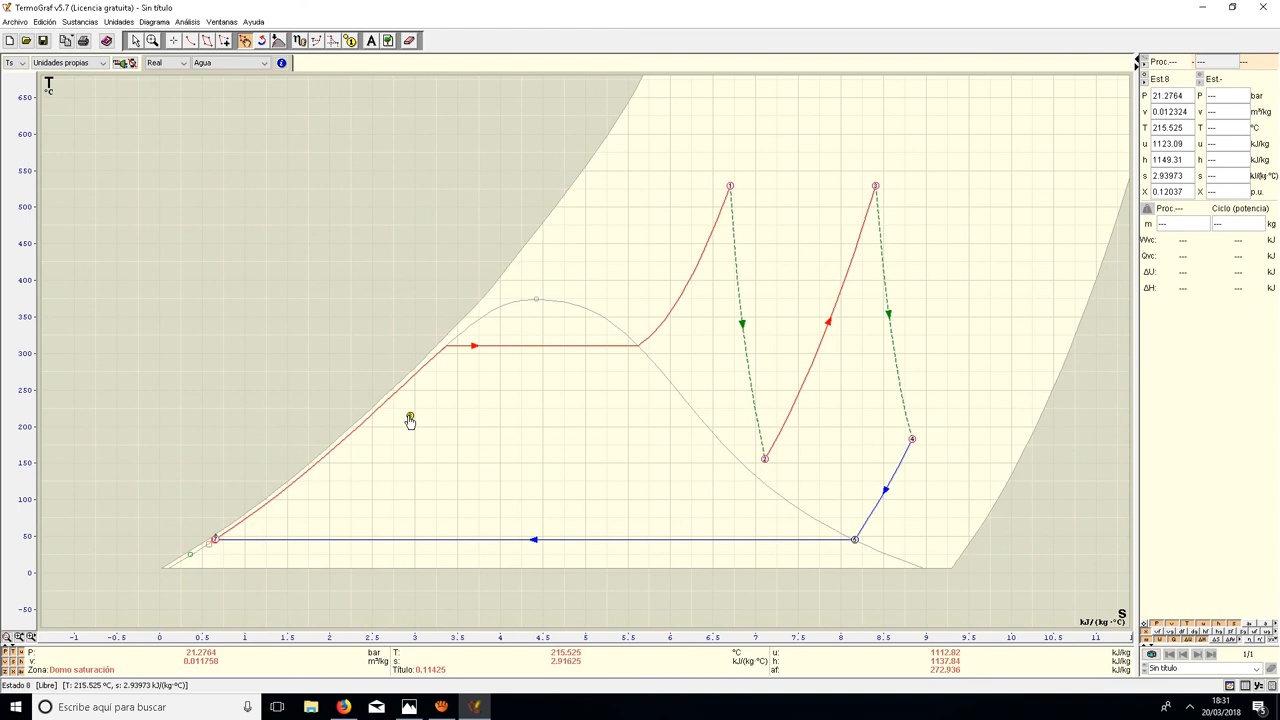 TermoGraf v5.7 (Licencia gratuita) - Sin título
Archivo Edición Sustancias Unidades Diagrama Análisis Ventanas Ayuda
Ts Unidades propias Real Agua
T
°C
650
600
550
500
450
400
350
300
250
200
150
100
50
0
-50
-1 -0.5 0 0.5 1 1.5 2 2.5 3 3.5 4 4.5 5 5.5 6 6.5 7 7.5 8 8.5 9 9.5 10 10.5 11
S
kJ/(kg·°C)
1
3
2
4
Proc.--- - --- ---
Est.8 Est.-
P 21.2764 P --- bar
v 0.012324 v --- m³/kg
T 215.525 T --- °C
u 1123.09 u --- kJ/kg
h 1149.31 h --- kJ/kg
s 2.93973 s --- kJ/(kg·°C)
X 0.12037 X --- p.u.
Proc.--- Ciclo (potencia)
m --- --- kg
Wvc: --- --- kJ
Qvc: --- --- kJ
ΔU: --- --- kJ
ΔH: --- --- kJ
P: 21.2764 bar T: 215.525 °C u: 1112.82
v: 0.011758 m³/kg s: 2.91625 kJ/(kg·°C) h: 1137.84
Zona: Domo saturación Título: 0.11425 af: 272.936
1/1
Sin título
Estado 8 [Libre] [T: 215.525 °C, s: 2.93973 kJ/(kg·°C)]
Escribe aquí para buscar
18:31
20/03/2018
5